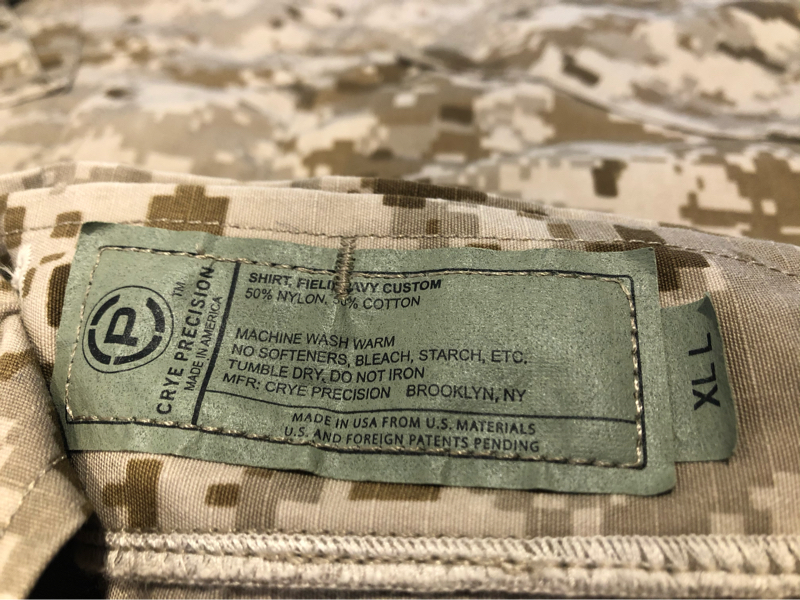 P
TM
CRYE PRECISION
MADE IN AMERICA
SHIRT, FIELD NAVY CUSTOM
50% NYLON, 50% COTTON
MACHINE WASH WARM
NO SOFTENERS, BLEACH, STARCH, ETC.
TUMBLE DRY, DO NOT IRON
MFR: CRYE PRECISION BROOKLYN, NY
MADE IN USA FROM U.S. MATERIALS
U.S. AND FOREIGN PATENTS PENDING
XL L